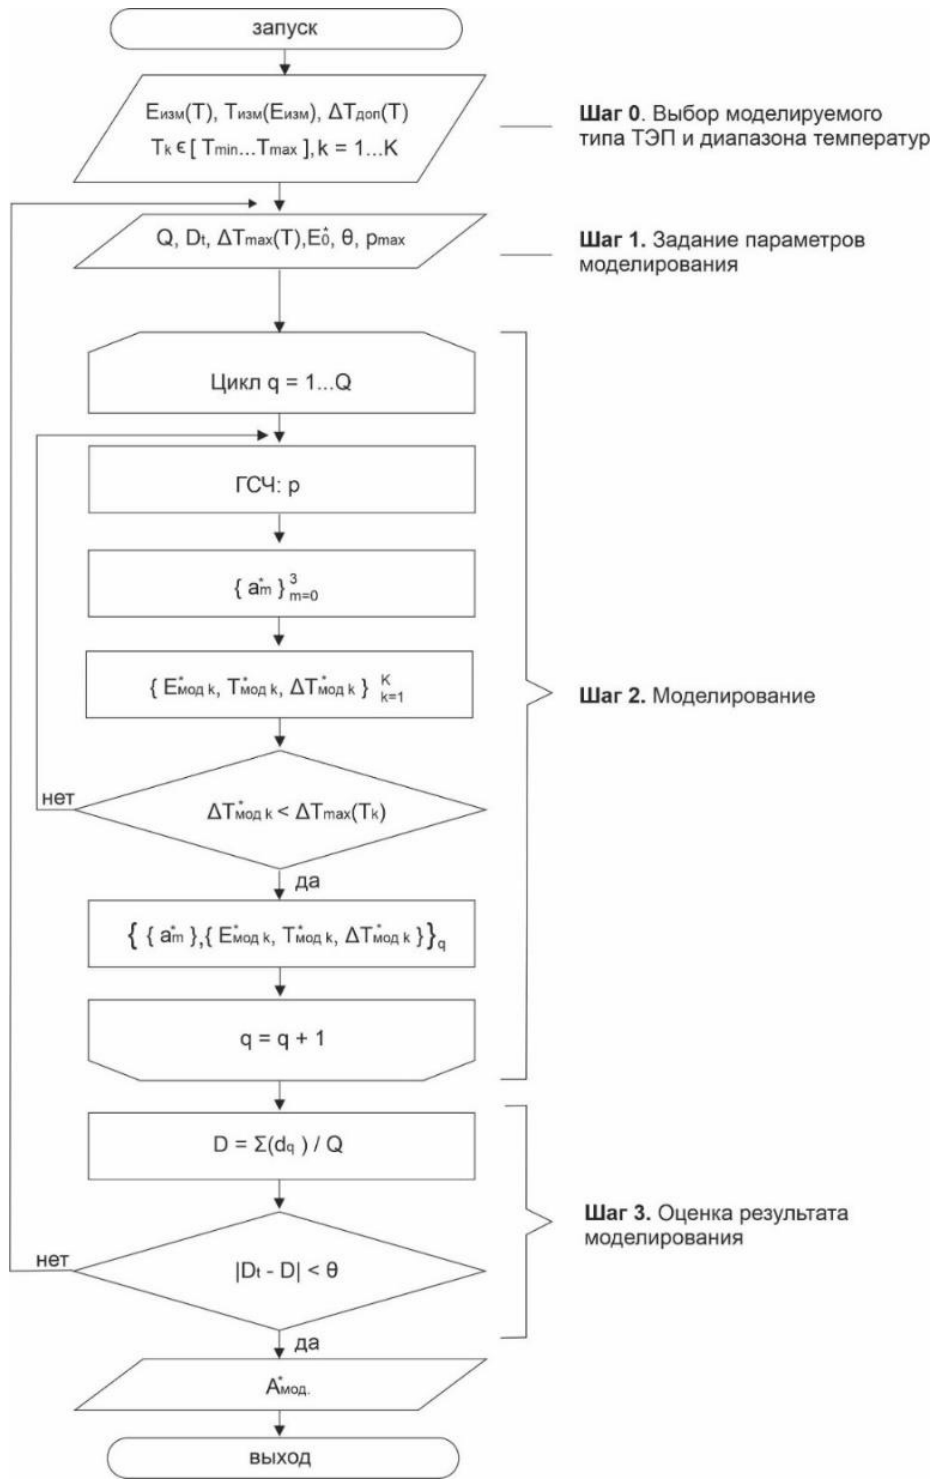 запуск
Eизм(T), Tизм(Eизм), ΔTдоп(T)
Tk ϵ [ Tmin...Tmax ], k = 1...K
Шаг 0. Выбор моделируемого
типа ТЭП и диапазона температур
Q, Dt, ΔTmax(T), E*0, θ, pmax
Шаг 1. Задание параметров
моделирования
Цикл q = 1...Q
ГСЧ: p
{ a*m } 3 m=0
{ E*мод k, T*мод k, ΔT*мод k } K k=1
Шаг 2. Моделирование
нет
ΔT*мод k < ΔTmax(Tk)
да
{ { a*m },{ E*мод k, T*мод k, ΔT*мод k }}q
q = q + 1
D = Σ(dq ) / Q
Шаг 3. Оценка результата
моделирования
нет
|Dt - D| < θ
да
A*мод.
выход